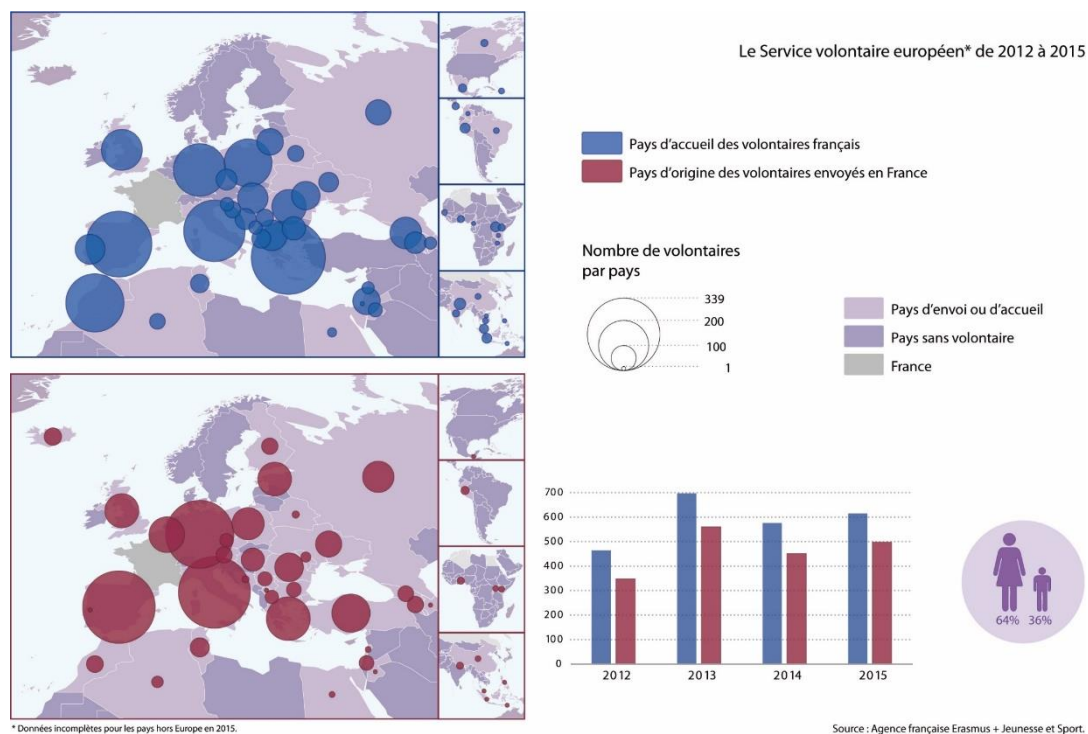 Le Service volontaire européen* de 2012 à 2015
Pays d'accueil des volontaires français
Pays d'origine des volontaires envoyés en France
Nombre de volontaires
par pays
339
200
100
1
Pays d'envoi ou d'accueil
Pays sans volontaire
France
700
600
500
400
300
200
100
0
2012 2013 2014 2015
64% 36%
* Données incomplètes pour les pays hors Europe en 2015.
Source : Agence française Erasmus + Jeunesse et Sport.